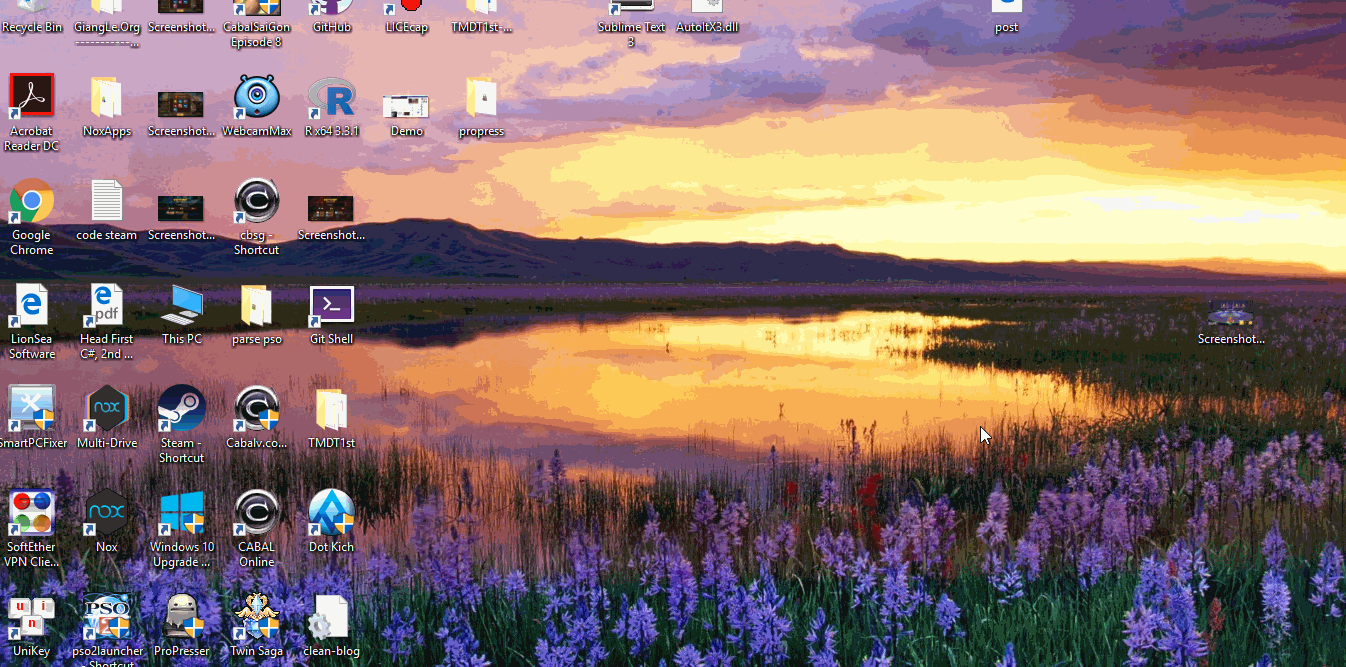 Recycle Bin
GiangLe.Org
-----------...
Screenshot...
CabalSaiGon
Episode 8
GitHub
LICEcap
TMDT1st-...
Sublime Text
3
AutoItX3.dll
post
Acrobat
Reader DC
NoxApps
Screenshot...
WebcamMax
R x64 3.3.1
Demo
propress
Google
Chrome
code steam
Screenshot...
cbsg -
Shortcut
Screenshot...
LionSea
Software
pdf
Head First
C#, 2nd ...
This PC
parse pso
Git Shell
Screenshot...
SmartPCFixer
nox
Multi-Drive
Steam -
Shortcut
Cabalv.co...
TMDT1st
SoftEther
VPN Clie...
nox
Nox
Windows 10
Upgrade ...
CABAL
Online
Dot Kich
u i
n
UniKey
PSO
pso2launcher
- Shortcut
ProPresser
Twin Saga
clean-blog